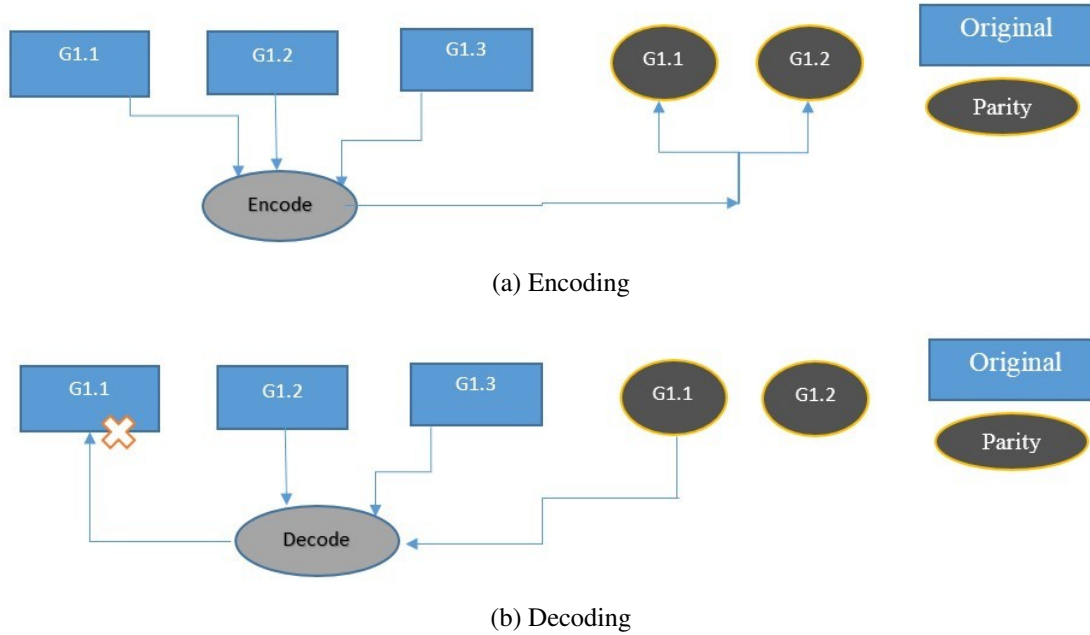 G1.1
G1.2
G1.3
G1.1
G1.2
Original
Parity
Encode
(a) Encoding
G1.1
G1.2
G1.3
G1.1
G1.2
Original
Parity
Decode
(b) Decoding